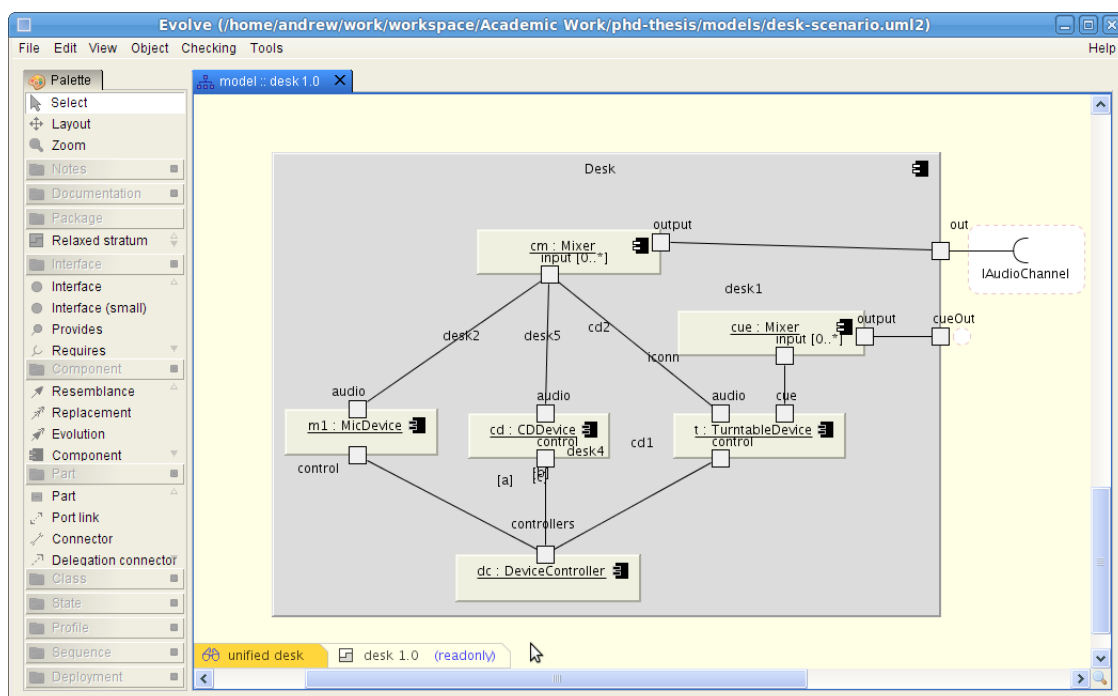 Evolve (/home/andrew/work/workspace/Academic Work/phd-thesis/models/desk-scenario.uml2)
File Edit View Object Checking Tools Help
Palette
Select
Layout
Zoom
Notes
Documentation
Package
Relaxed stratum
Interface
Interface
Interface (small)
Provides
Requires
Component
Resemblance
Replacement
Evolution
Component
Part
Part
Port link
Connector
Delegation connector
Class
State
Profile
Sequence
Deployment
model :: desk 1.0
Desk
output
out
cm : Mixer
input [0..*]
IAudioChannel
desk1
output
cueOut
cue : Mixer
input [0..*]
desk2
desk5
cd2
iconn
audio
audio
audio
cue
m1 : MicDevice
cd : CDDevice
t : TurntableDevice
control
control
control
desk4
cd1
[a]
controllers
dc : DeviceController
unified desk
desk 1.0 (readonly)